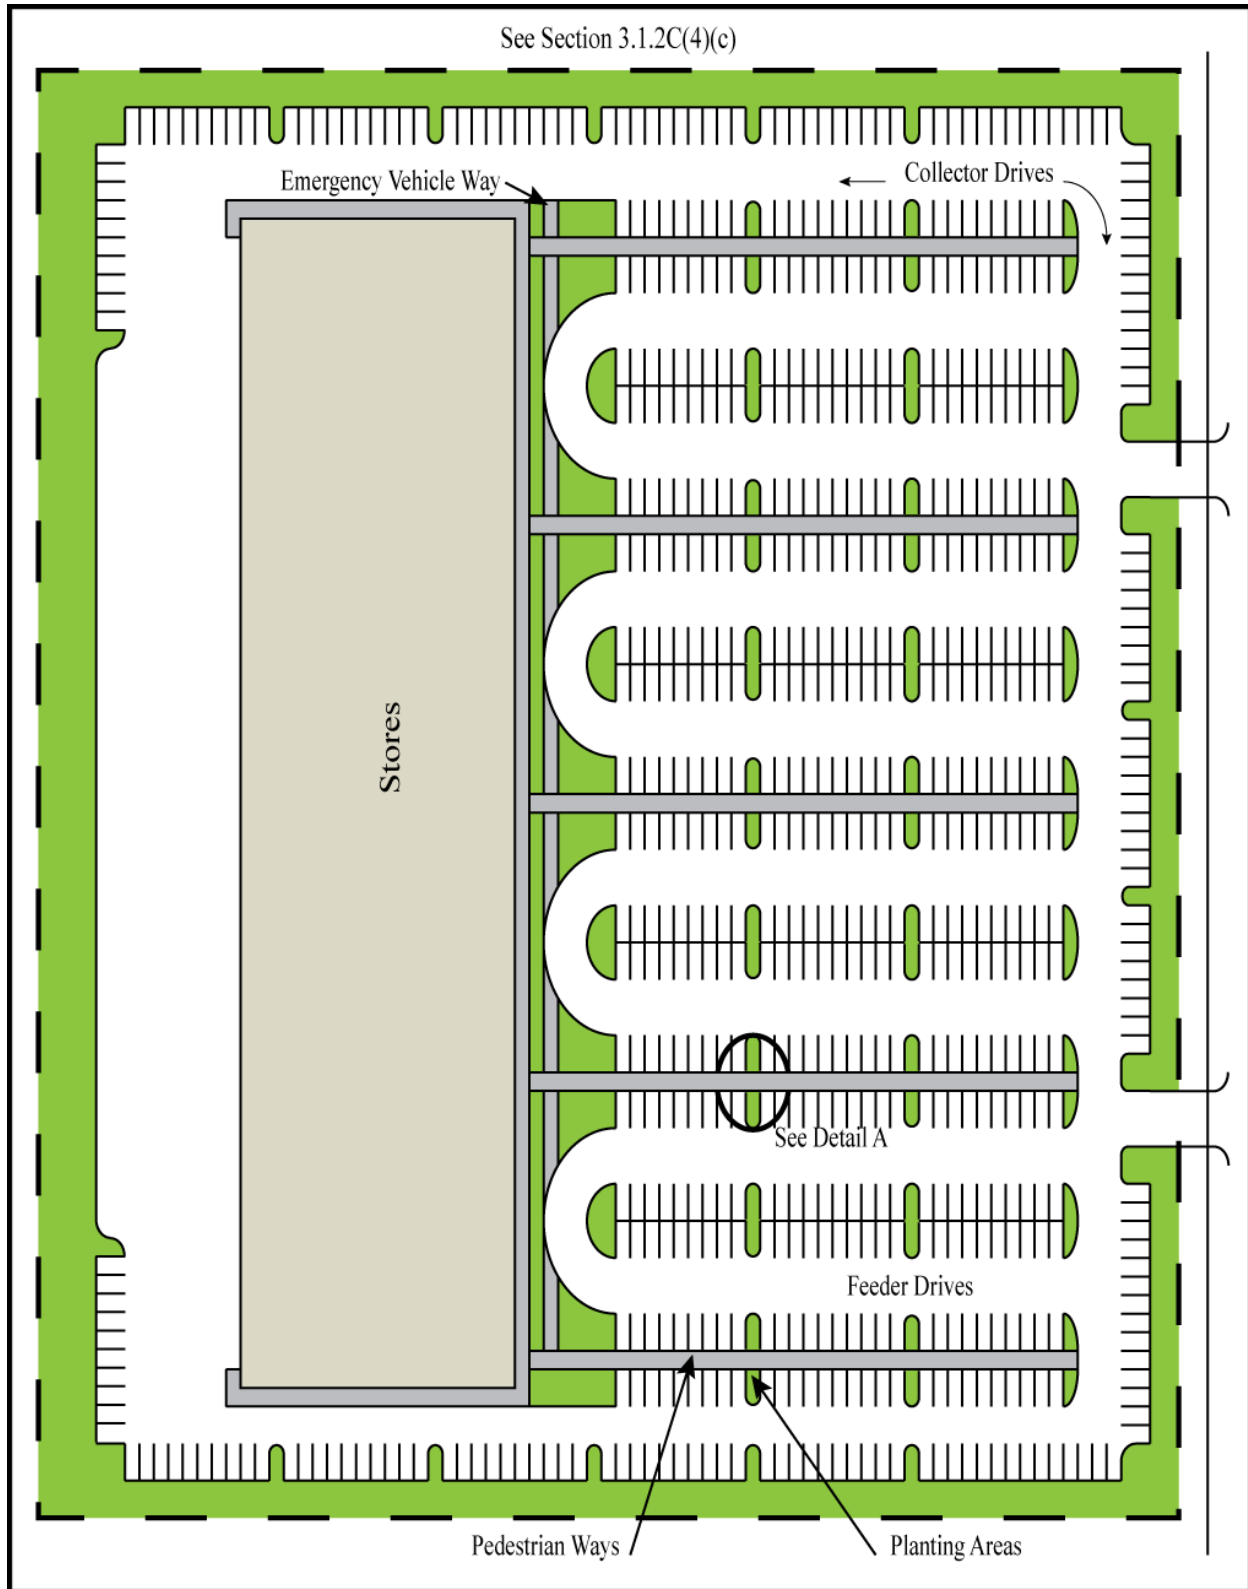 See Section 3.1.2C(4)(c)
Emergency Vehicle Way
Collector Drives
Stores
See Detail A
Feeder Drives
Pedestrian Ways
Planting Areas